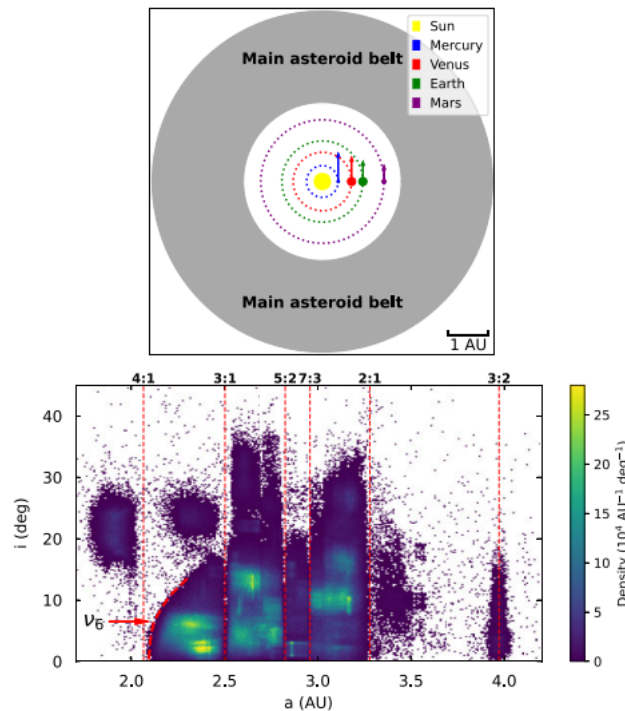 Main asteroid belt
Sun
Mercury
Venus
Earth
Mars
Main asteroid belt
1 AU
4:1 3:1 5:2 7:3 2:1 3:2
40
30
20
10
0
i (deg)
ν6
2.0 2.5 3.0 3.5 4.0
a (AU)
25
20
15
10
5
0
Density (10⁴ AU⁻¹ deg⁻¹)